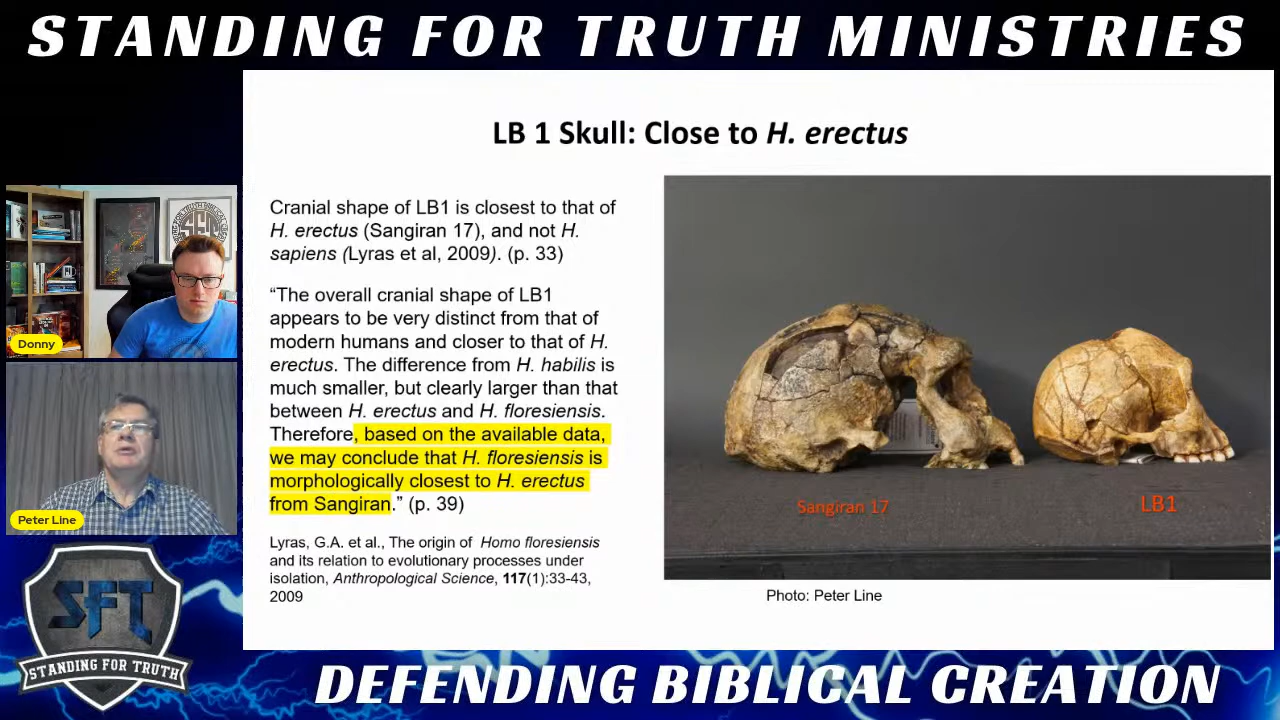 STANDING FOR TRUTH MINISTRIES
LB 1 Skull: Close to H. erectus
Cranial shape of LB1 is closest to that of
H. erectus (Sangiran 17), and not H.
sapiens (Lyras et al, 2009). (p. 33)
“The overall cranial shape of LB1
appears to be very distinct from that of
modern humans and closer to that of H.
erectus. The difference from H. habilis is
much smaller, but clearly larger than that
between H. erectus and H. floresiensis.
Therefore, based on the available data,
we may conclude that H. floresiensis is
morphologically closest to H. erectus
from Sangiran.” (p. 39)
Lyras, G.A. et al., The origin of Homo floresiensis
and its relation to evolutionary processes under
isolation, Anthropological Science, 117(1):33-43,
2009
Sangiran 17
LB1
Photo: Peter Line
SFT
Donny
Peter Line
SFT
STANDING FOR TRUTH
DEFENDING BIBLICAL CREATION